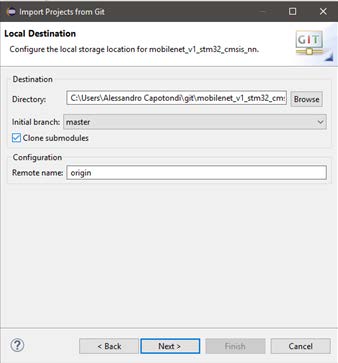 Import Projects from Git
Local Destination
Configure the local storage location for mobilenet_v1_stm32_cmsis_nn.
GIT
Destination
Directory: C:\Users\Alessandro Capotondi\git\mobilenet_v1_stm32_cms Browse
Initial branch: master
Clone submodules
Configuration
Remote name: origin
? < Back Next > Finish Cancel